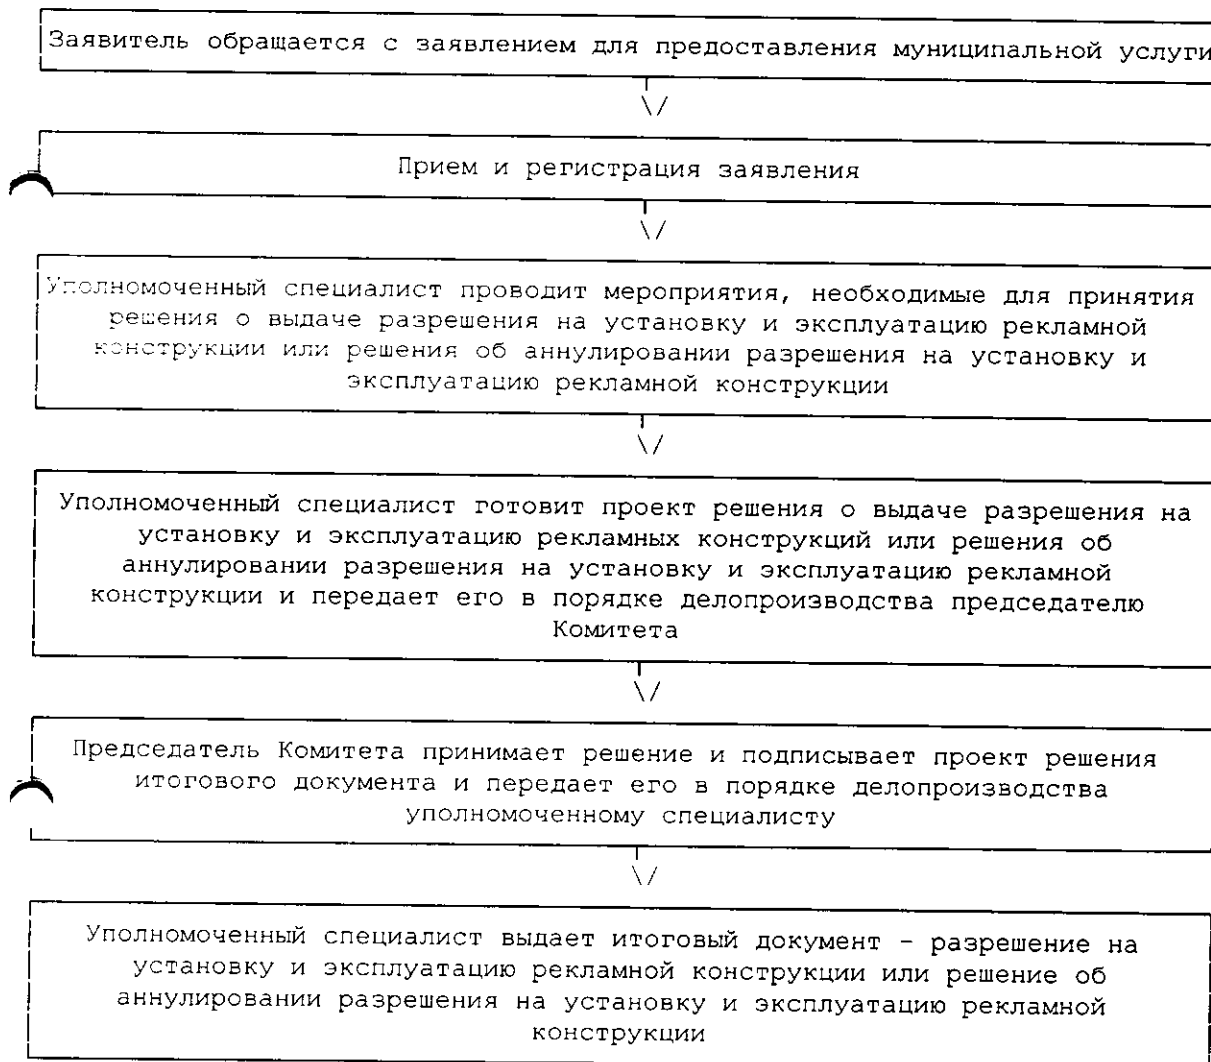 Заявитель обращается с заявлением для предоставления муниципальной услуги
Прием и регистрация заявления
Уполномоченный специалист проводит мероприятия, необходимые для принятия
решения о выдаче разрешения на установку и эксплуатацию рекламной
конструкции или решения об аннулировании разрешения на установку и
эксплуатацию рекламной конструкции
Уполномоченный специалист готовит проект решения о выдаче разрешения на
установку и эксплуатацию рекламных конструкций или решения об
аннулировании разрешения на установку и эксплуатацию рекламной
конструкции и передает его в порядке делопроизводства председателю
Комитета
Председатель Комитета принимает решение и подписывает проект решения
итогового документа и передает его в порядке делопроизводства
уполномоченному специалисту
Уполномоченный специалист выдает итоговый документ - разрешение на
установку и эксплуатацию рекламной конструкции или решение об
аннулировании разрешения на установку и эксплуатацию рекламной
конструкции